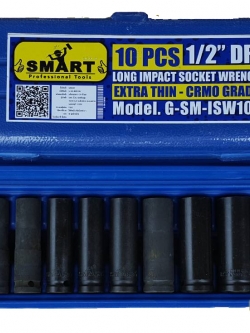 SMART
Professional Tools
10 PCS 1/2" DR
LONG IMPACT SOCKET WRENC
EXTRA THIN - CRMO GRAD
Model. G-SM-ISW10